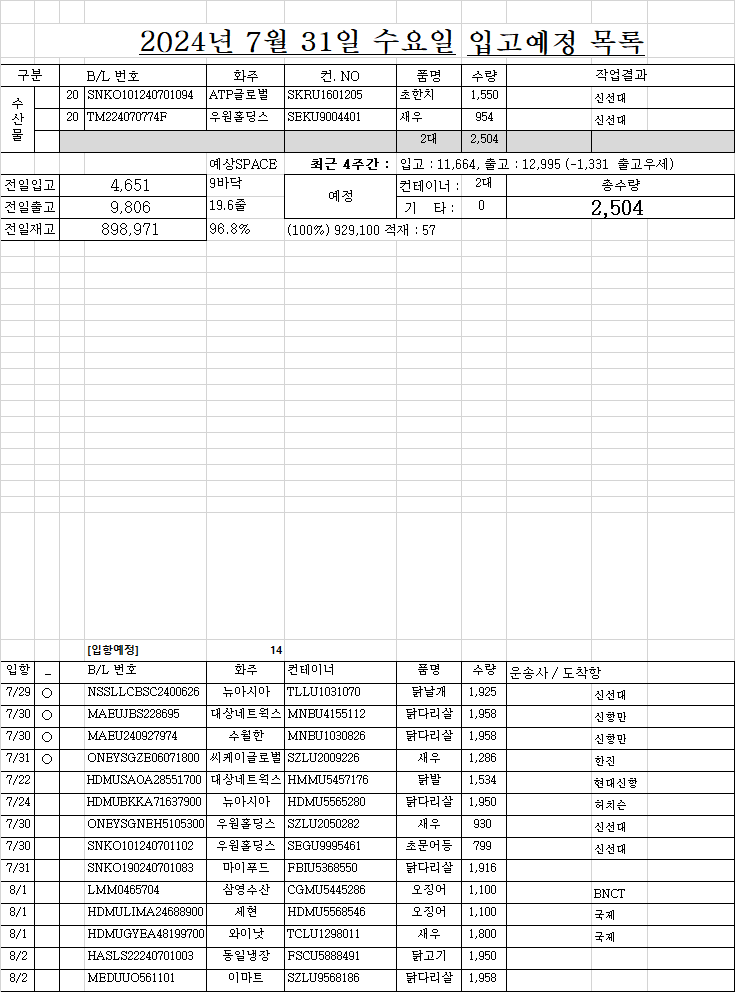 2024년 7월 31일 수요일 입고예정 목록
구분 B/L 번호 화주 컨. NO 품명 수량 작업결과
수산물
20 SNKO101240701094 ATP글로벌 SKRU1601205 초한치 1,550 신선대
20 TM224070774F 우원홀딩스 SEKU9004401 새우 954 신선대
2대 2,504
예상SPACE 최근 4주간 : 입고 : 11,664, 출고 : 12,995 (-1,331 출고우세)
전일입고 4,651 9바닥 예정 컨테이너 : 2대 총수량
전일출고 9,806 19.6줄 기 타 : 0 2,504
전일재고 898,971 96.8% (100%) 929,100 적재 : 57
[입항예정] 14
입항 _ B/L 번호 화주 컨테이너 품명 수량 운송사 / 도착항
7/29 ○ NSSLLCBSC2400626 뉴아시아 TLLU1031070 닭날개 1,925 신선대
7/30 ○ MAEUJBS228695 대상네트웍스 MNBU4155112 닭다리살 1,958 신항만
7/30 ○ MAEU240927974 수월한 MNBU1030826 닭다리살 1,958 신항만
7/31 ○ ONEYSGZE06071800 씨케이글로벌 SZLU2009226 새우 1,286 한진
7/22 HDMUSAOA28551700 대상네트웍스 HMMU5457176 닭발 1,534 현대신항
7/24 HDMUBKKA71637900 뉴아시아 HDMU5565280 닭다리살 1,950 허치슨
7/30 ONEYSGNEH5105300 우원홀딩스 SZLU2050282 새우 930 신선대
7/30 SNKO101240701102 우원홀딩스 SEGU9995461 초문어등 799 신선대
7/31 SNKO190240701083 마이푸드 FBIU5368550 닭다리살 1,916
8/1 LMM0465704 삼영수산 CGMU5445286 오징어 1,100 BNCT
8/1 HDMULIMA24688900 세현 HDMU5568546 오징어 1,100 국제
8/1 HDMUGYEA48199700 와이낫 TCLU1298011 새우 1,800 국제
8/2 HASLS22240701003 동일냉장 FSCU5888491 닭고기 1,950
8/2 MEDUUO561101 이마트 SZLU9568186 닭다리살 1,958